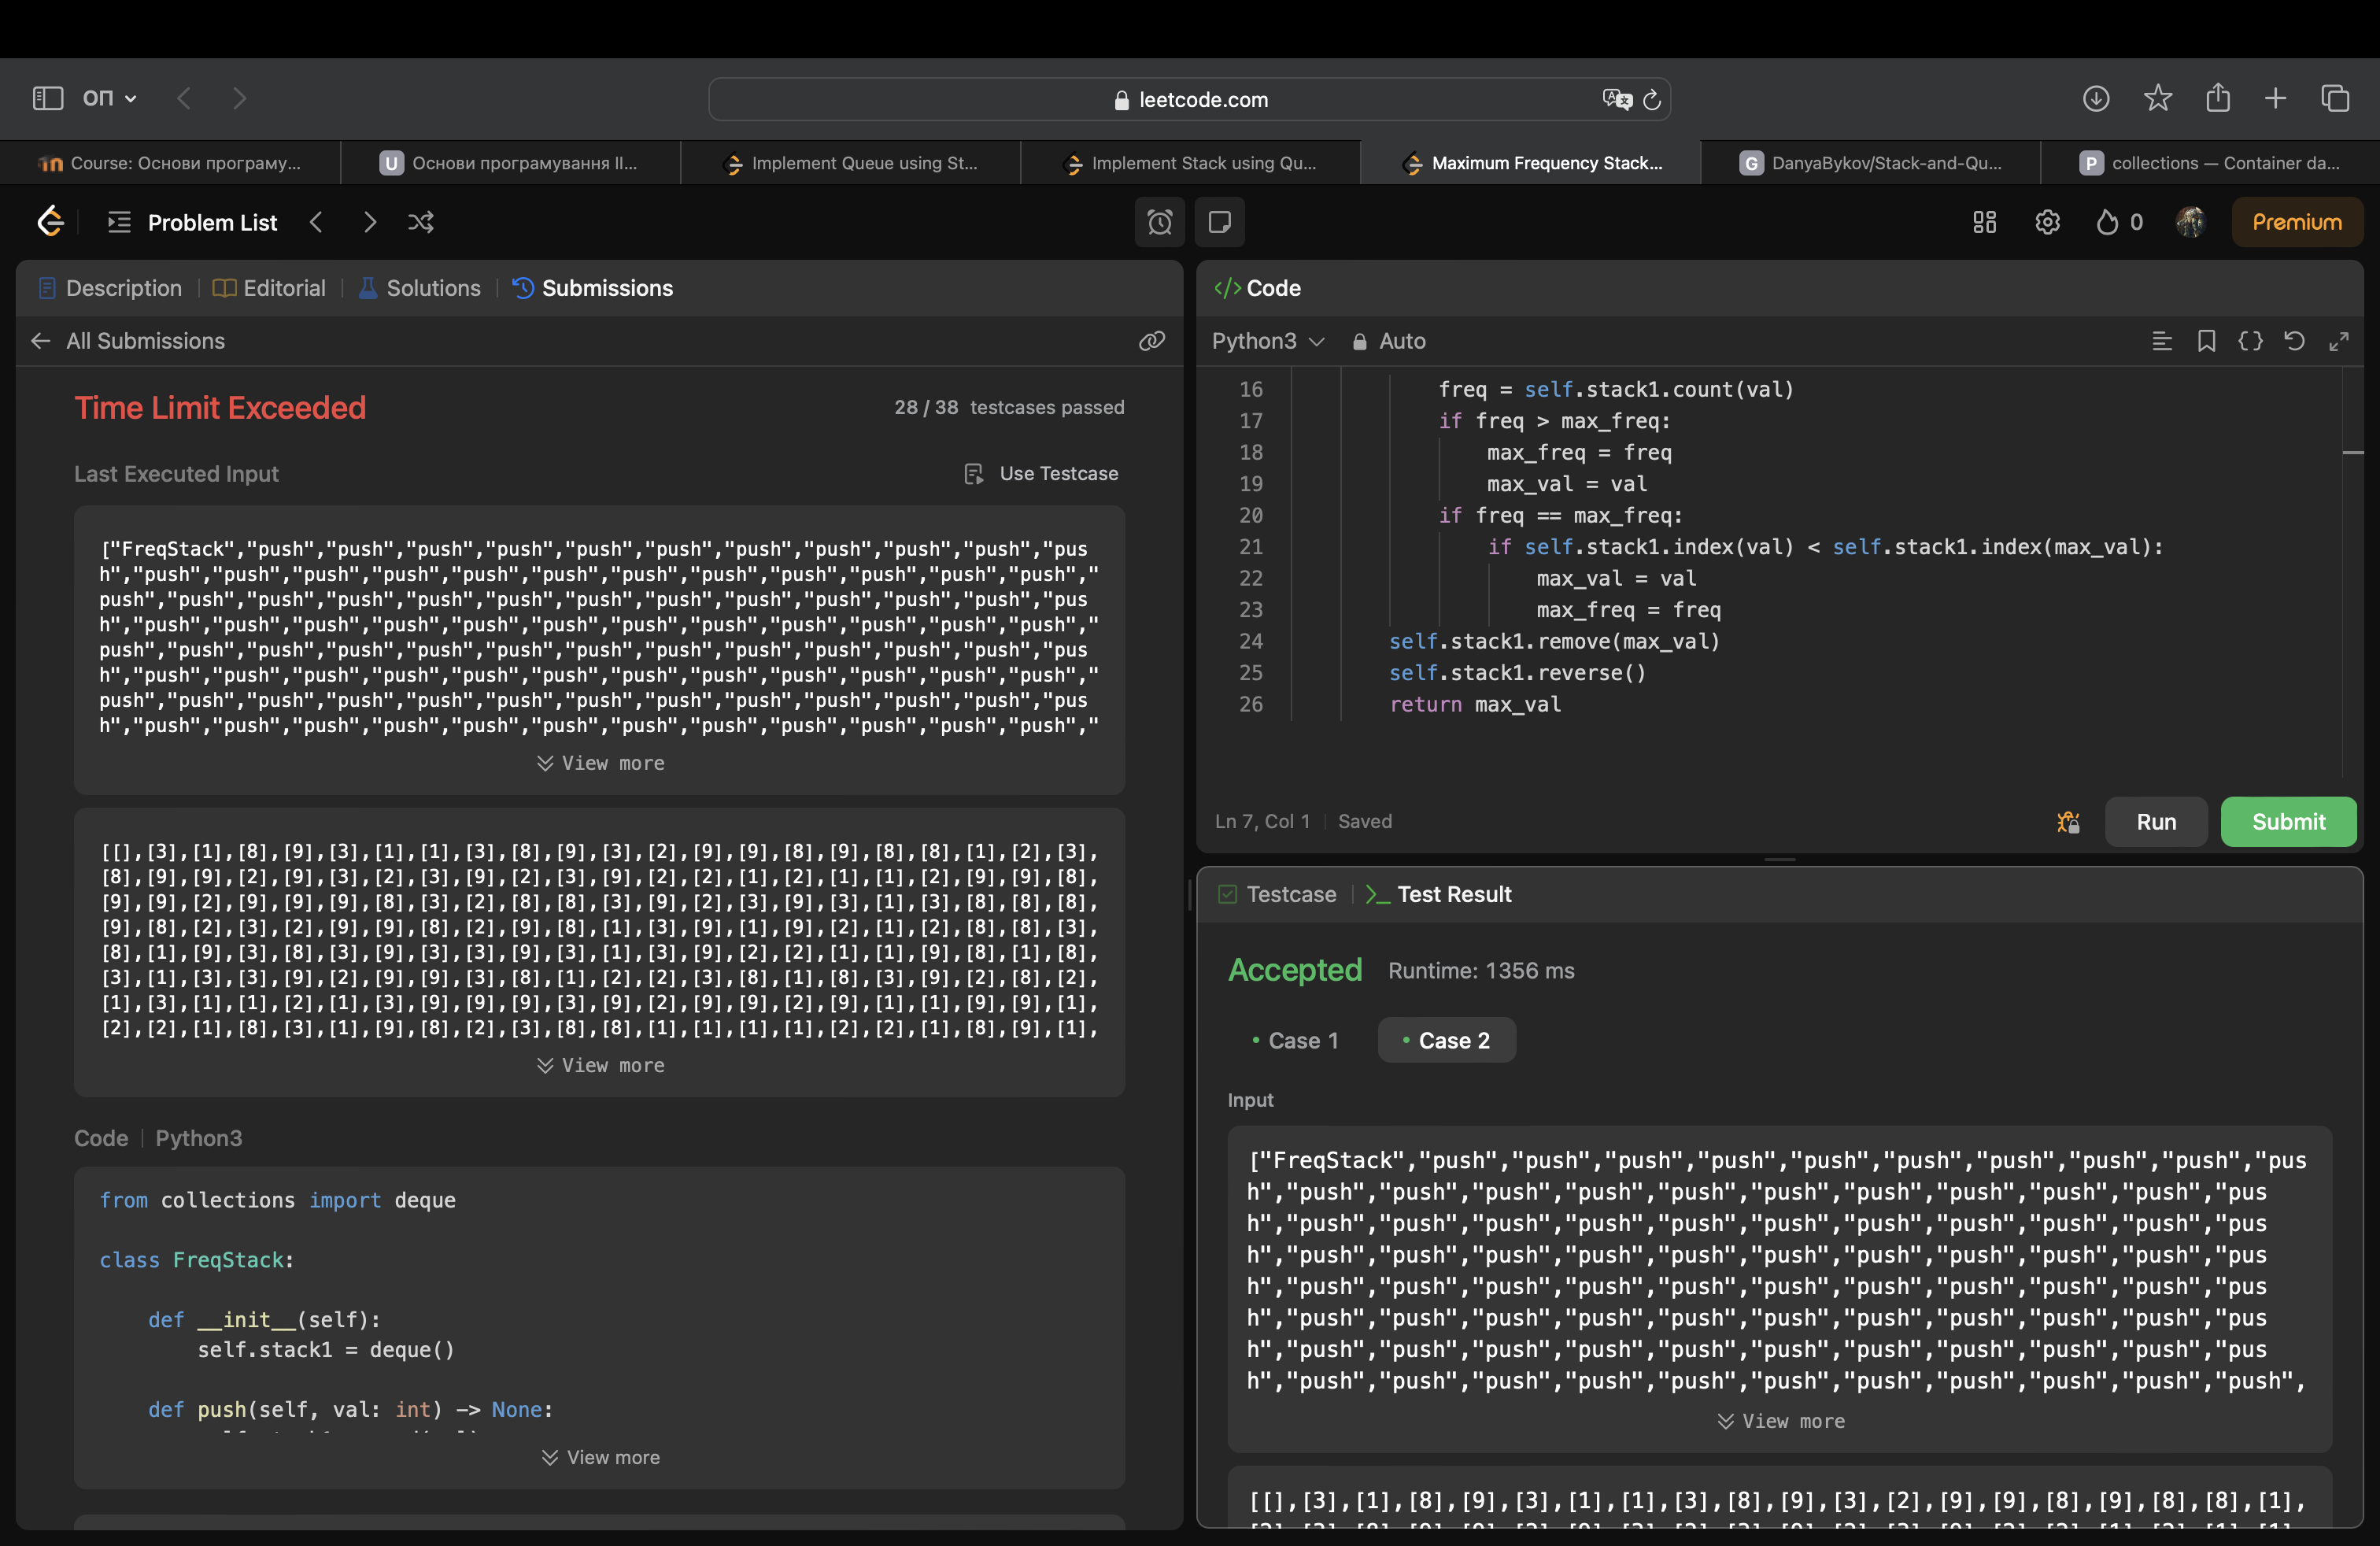 ОП
leetcode.com
Course: Основи програму...
U Основи програмування II...
Implement Queue using St...
Implement Stack using Qu...
Maximum Frequency Stack...
G DanyaBykov/Stack-and-Qu...
P collections — Container da...
Problem List
0
Premium
Description
Editorial
Solutions
Submissions
All Submissions
Time Limit Exceeded
28 / 38 testcases passed
Last Executed Input
Use Testcase
["FreqStack","push","push","push","push","push","push","push","push","push","push","pus
h","push","push","push","push","push","push","push","push","push","push","push","push","
push","push","push","push","push","push","push","push","push","push","push","push","pus
h","push","push","push","push","push","push","push","push","push","push","push","push","
push","push","push","push","push","push","push","push","push","push","push","push","pus
h","push","push","push","push","push","push","push","push","push","push","push","push","
push","push","push","push","push","push","push","push","push","push","push","push","pus
h","push","push","push","push","push","push","push","push","push","push","push","push","
View more
[[],[3],[1],[8],[9],[3],[1],[1],[3],[8],[9],[3],[2],[9],[9],[8],[9],[8],[8],[1],[2],[3],
[8],[9],[9],[2],[9],[3],[2],[3],[9],[2],[3],[9],[2],[2],[1],[2],[1],[1],[2],[9],[9],[8],
[9],[9],[2],[9],[9],[9],[8],[3],[2],[8],[8],[3],[9],[2],[3],[9],[3],[1],[3],[8],[8],[8],
[9],[8],[2],[3],[2],[9],[9],[8],[2],[9],[8],[1],[3],[9],[1],[9],[2],[1],[2],[8],[8],[3],
[8],[1],[9],[3],[8],[3],[9],[3],[3],[9],[3],[1],[3],[9],[2],[2],[1],[1],[9],[8],[1],[8],
[3],[1],[3],[3],[9],[2],[9],[9],[3],[8],[1],[2],[2],[3],[8],[1],[8],[3],[9],[2],[8],[2],
[1],[3],[1],[1],[2],[1],[3],[9],[9],[9],[3],[9],[2],[9],[9],[2],[9],[1],[1],[9],[9],[1],
[2],[2],[1],[8],[3],[1],[9],[8],[2],[3],[8],[8],[1],[1],[1],[1],[2],[2],[1],[8],[9],[1],
View more
Code | Python3
from collections import deque
class FreqStack:
def __init__(self):
self.stack1 = deque()
def push(self, val: int) -> None:
View more
</> Code
Python3
Auto
16 freq = self.stack1.count(val)
17 if freq > max_freq:
18 max_freq = freq
19 max_val = val
20 if freq == max_freq:
21 if self.stack1.index(val) < self.stack1.index(max_val):
22 max_val = val
23 max_freq = freq
24 self.stack1.remove(max_val)
25 self.stack1.reverse()
26 return max_val
Ln 7, Col 1 | Saved
Run
Submit
Testcase
Test Result
Accepted
Runtime: 1356 ms
• Case 1
• Case 2
Input
["FreqStack","push","push","push","push","push","push","push","push","push","pus
h","push","push","push","push","push","push","push","push","push","push","pus
h","push","push","push","push","push","push","push","push","push","push","pus
h","push","push","push","push","push","push","push","push","push","push","pus
h","push","push","push","push","push","push","push","push","push","push","pus
h","push","push","push","push","push","push","push","push","push","push","pus
h","push","push","push","push","push","push","push","push","push","push","pus
h","push","push","push","push","push","push","push","push","push","push","push",
View more
[[],[3],[1],[8],[9],[3],[1],[1],[3],[8],[9],[3],[2],[9],[9],[8],[9],[8],[8],[1],